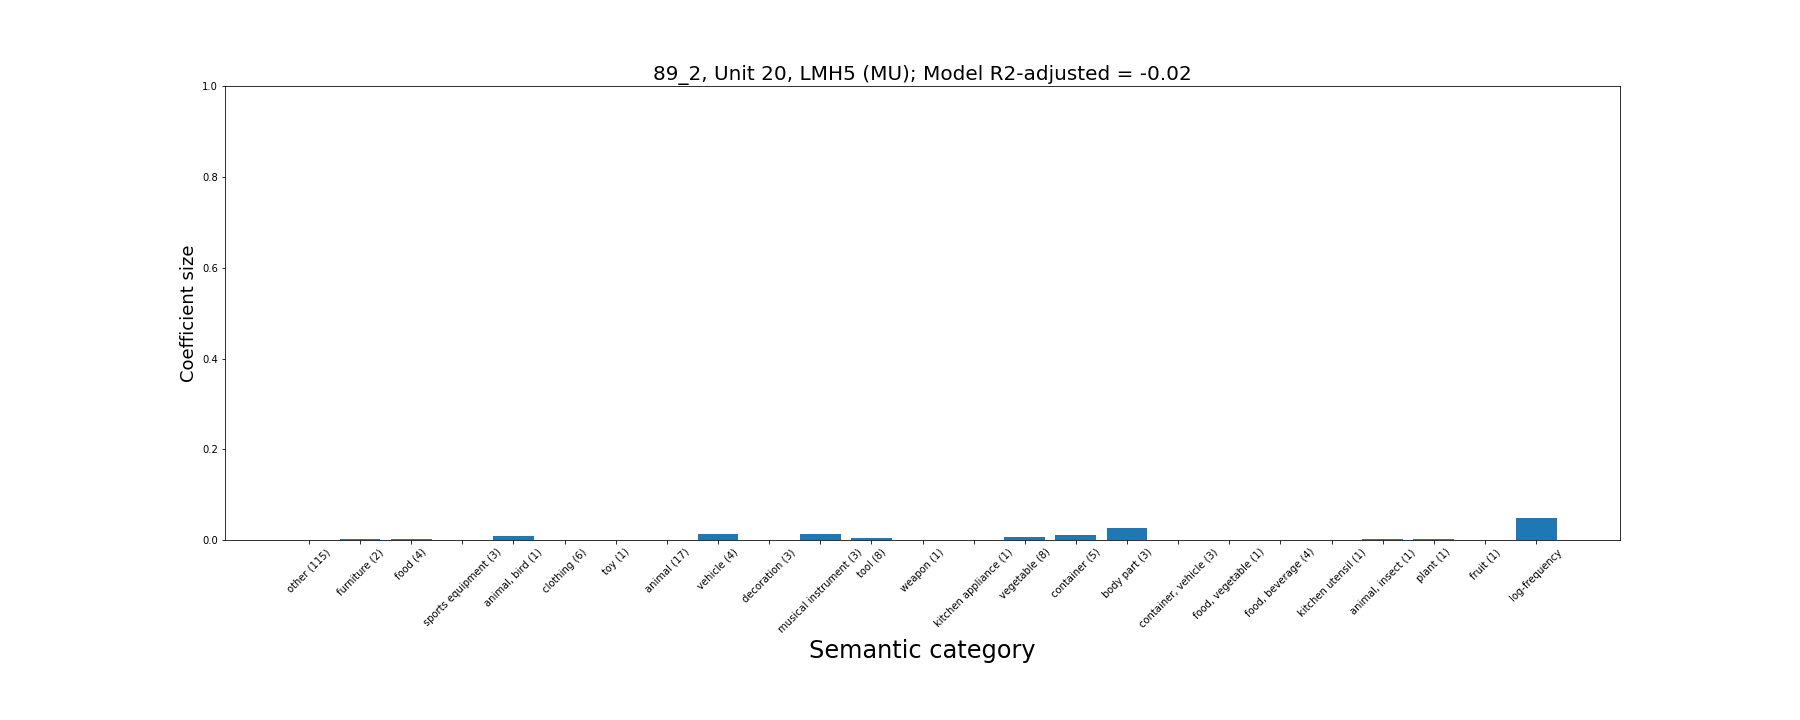 89_2, Unit 20, LMH5 (MU); Model R2-adjusted = -0.02
1.0
0.8
0.6
0.4
0.2
0.0
Coefficient size
other (115)
furniture (2)
food (4)
sports equipment (3)
animal, bird (1)
clothing (6)
toy (1)
animal (17)
vehicle (4)
decoration (3)
musical instrument (3)
tool (8)
weapon (1)
kitchen appliance (1)
vegetable (8)
container (5)
body part (3)
container, vehicle (3)
food, vegetable (1)
food, beverage (4)
kitchen utensil (1)
animal, insect (1)
plant (1)
fruit (1)
log-frequency
Semantic category